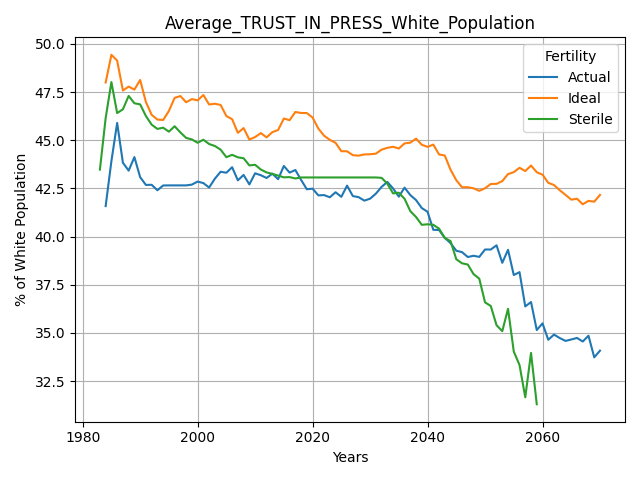 Average_TRUST_IN_PRESS_White_Population
Fertility
Actual
Ideal
Sterile
% of White Population
50.0
47.5
45.0
42.5
40.0
37.5
35.0
32.5
1980
2000
2020
2040
2060
Years